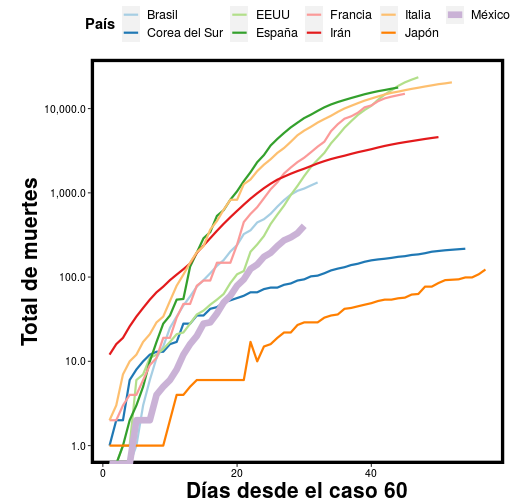 País Brasil EEUU Francia Italia México
Corea del Sur España Irán Japón
Total de muertes
10,000.0
1,000.0
100.0
10.0
1.0
0 20 40
Días desde el caso 60